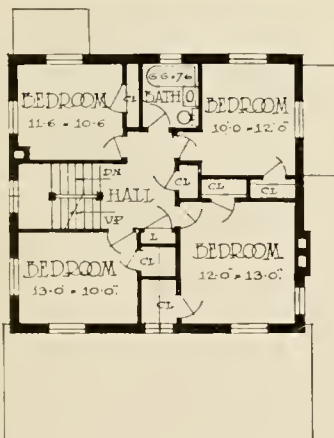 BEDROOM
11-6 = 10-6
CL
6-6 - 7-6
BATH
BEDROOM
10-0 = 12-0
DN
HALL
UP
CL
CL
CL
L
CL
BEDROOM
13-0 = 10-0
CL
BEDROOM
12-0 = 13-0